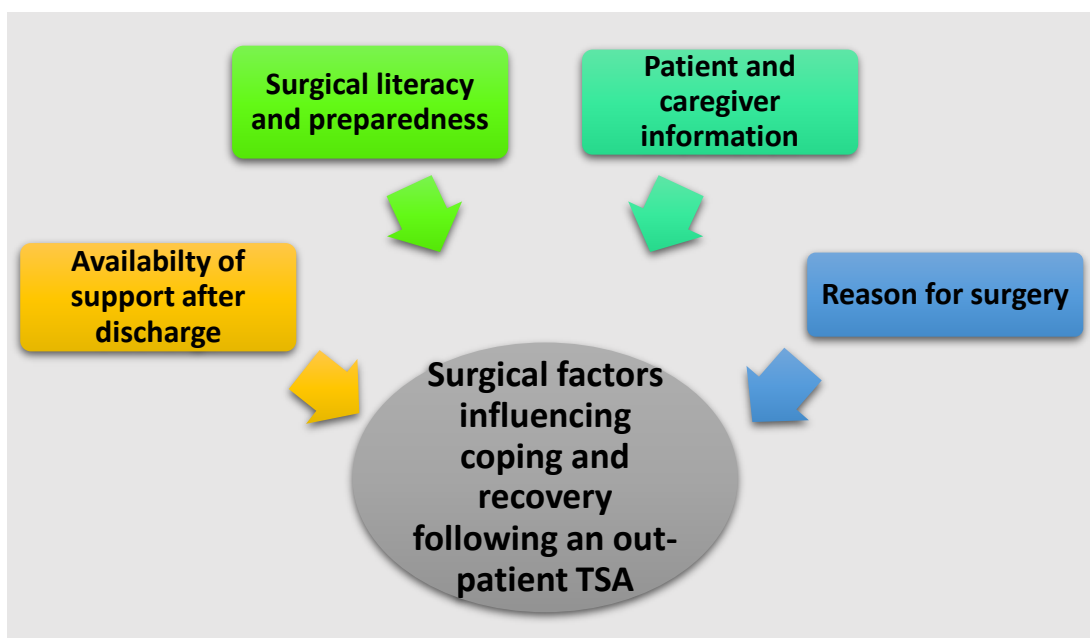 Surgical literacy
and preparedness
Patient and
caregiver
information
Availabilty of
support after
discharge
Reason for surgery
Surgical factors
influencing
coping and
recovery
following an out-
patient TSA